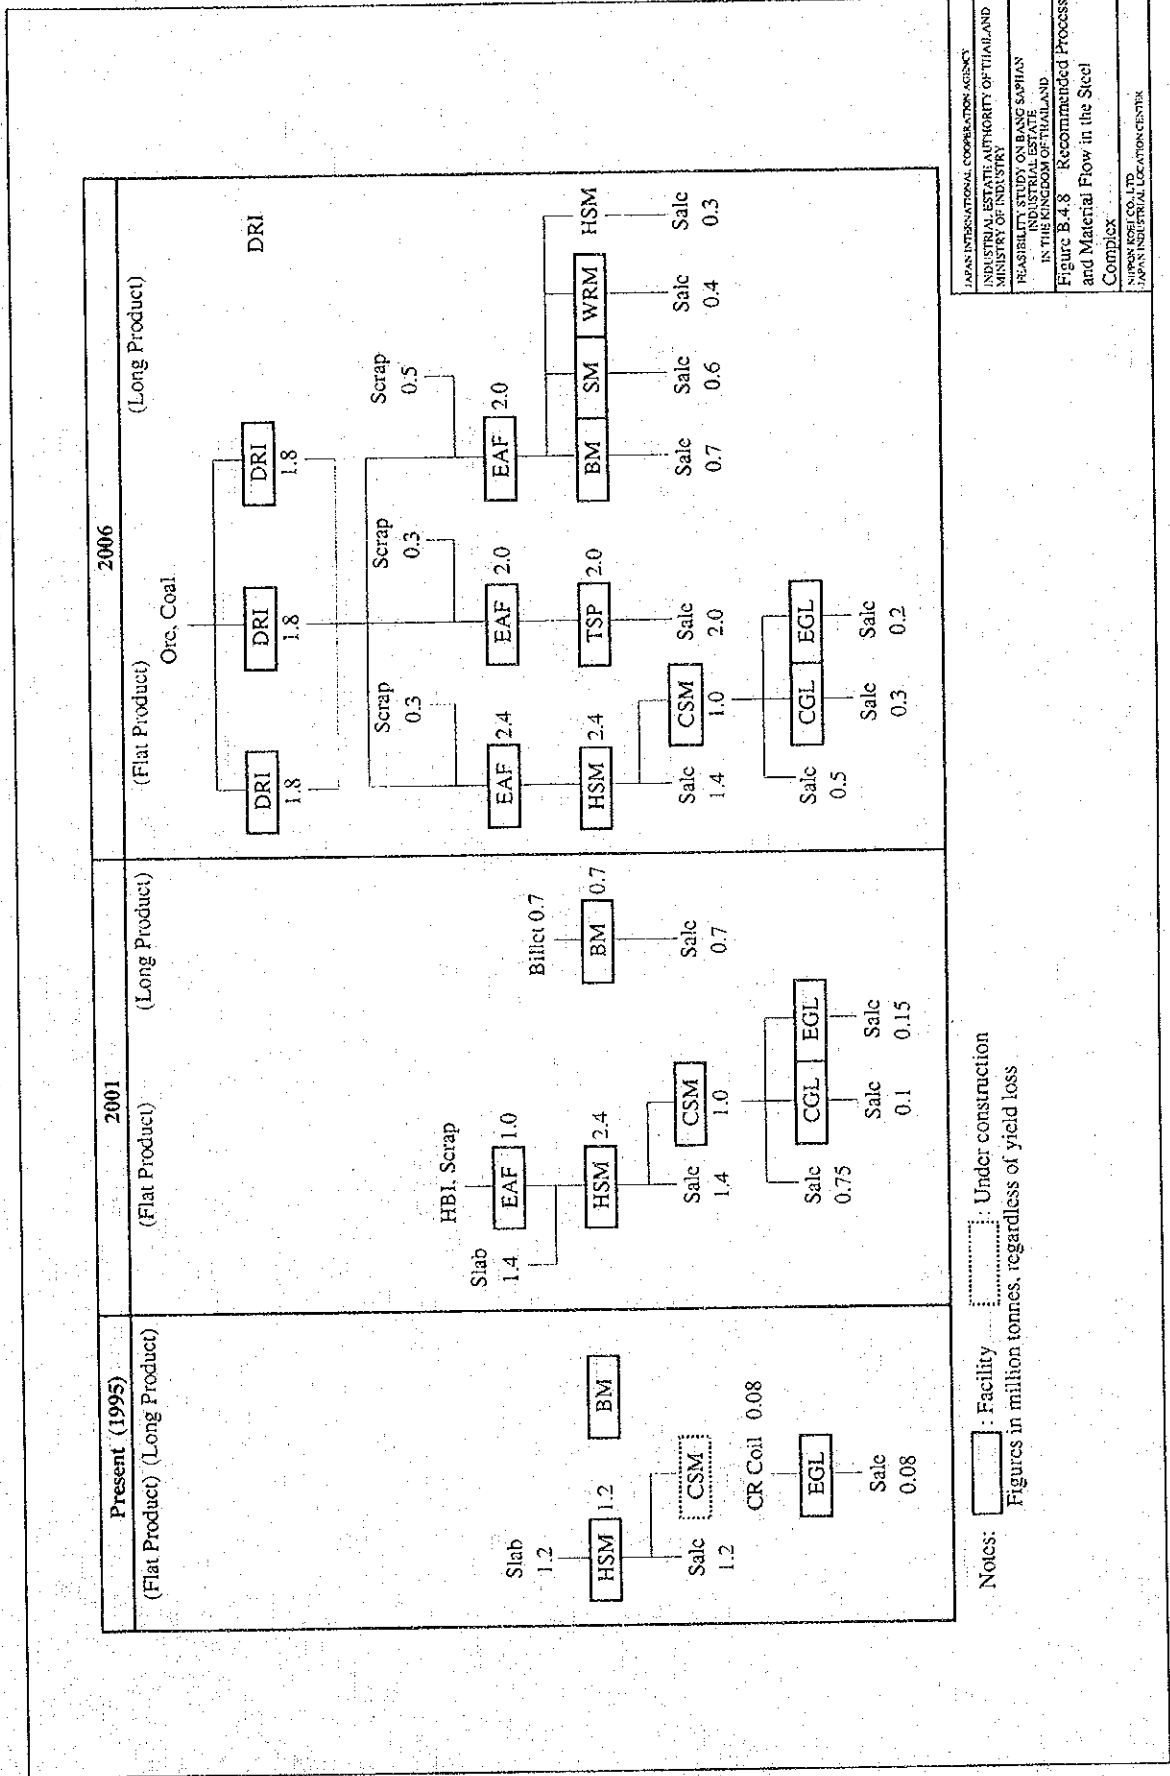 Present (1995)
(Flat Product) (Long Product)
Slab
1.2
HSM 1.2
BM
Sale
1.2
CSM
CR Coil 0.08
EGL
Sale
0.08
2001
(Flat Product) (Long Product)
HBI, Scrap
Slab
1.4
EAF 1.0
Billet 0.7
HSM 2.4
BM 0.7
Sale
1.4
CSM
1.0
Sale
0.7
Sale
0.75
CGL EGL
Sale
0.1
Sale
0.15
2006
(Flat Product) (Long Product)
Ore, Coal
DRI DRI DRI DRI
1.8 1.8 1.8
Scrap Scrap Scrap
0.3 0.3 0.5
EAF 2.4 EAF 2.0 EAF 2.0
HSM 2.4 TSP 2.0 BM SM WRM HSM
Sale CSM Sale Sale Sale Sale Sale
1.4 1.0 2.0 0.7 0.6 0.4 0.3
Sale CGL EGL
0.5
Sale Sale
0.3 0.2
Notes: : Facility : Under construction
Figures in million tonnes, regardless of yield loss
JAPAN INTERNATIONAL COOPERATION AGENCY
INDUSTRIAL ESTATE AUTHORITY OF THAILAND
MINISTRY OF INDUSTRY
FEASIBILITY STUDY ON BANG SAPHAN
INDUSTRIAL ESTATE
IN THE KINGDOM OF THAILAND
Figure B.4.8 Recommended Process
and Material Flow in the Steel
Complex
NIPPON KOEI CO., LTD
JAPAN INDUSTRIAL LOCATION CENTER